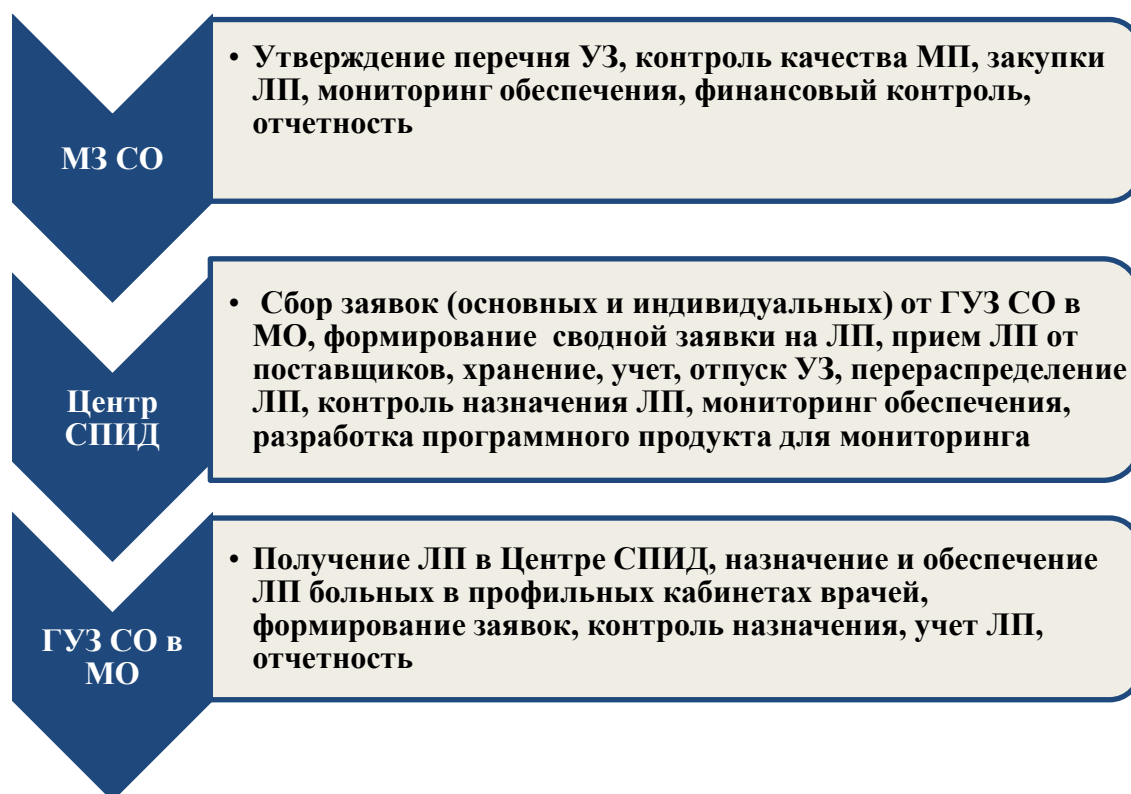 МЗ СО
• Утверждение перечня УЗ, контроль качества МП, закупки
ЛП, мониторинг обеспечения, финансовый контроль,
отчетность
Центр
СПИД
• Сбор заявок (основных и индивидуальных) от ГУЗ СО в
МО, формирование сводной заявки на ЛП, прием ЛП от
поставщиков, хранение, учет, отпуск УЗ, перераспределение
ЛП, контроль назначения ЛП, мониторинг обеспечения,
разработка программного продукта для мониторинга
ГУЗ СО в
МО
• Получение ЛП в Центре СПИД, назначение и обеспечение
ЛП больных в профильных кабинетах врачей,
формирование заявок, контроль назначения, учет ЛП,
отчетность